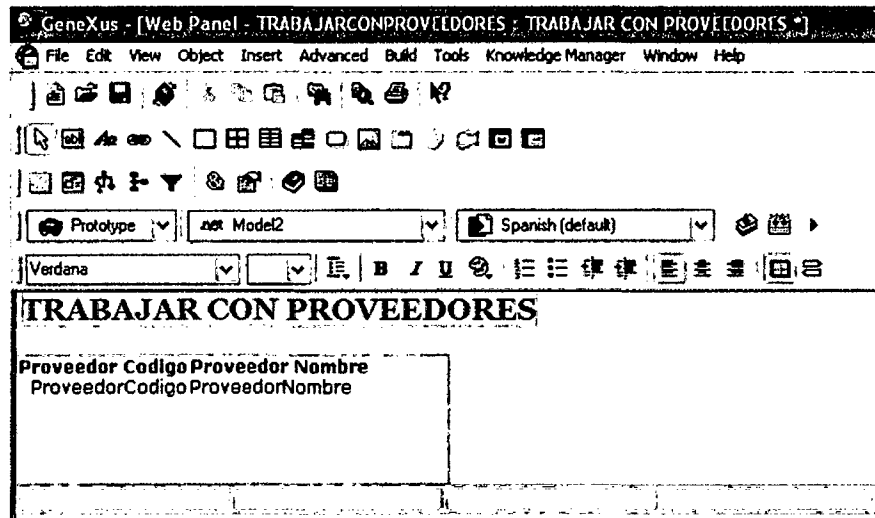 GeneXus - [Web Panel - TRABAJARCONPROVEEDORES : TRABAJAR CON PROVEEDORES *]
File Edit View Object Insert Advanced Build Tools Knowledge Manager Window Help
Prototype .net Model2 Spanish (default)
Verdana B I U
TRABAJAR CON PROVEEDORES
Proveedor Codigo Proveedor Nombre
ProveedorCodigo ProveedorNombre